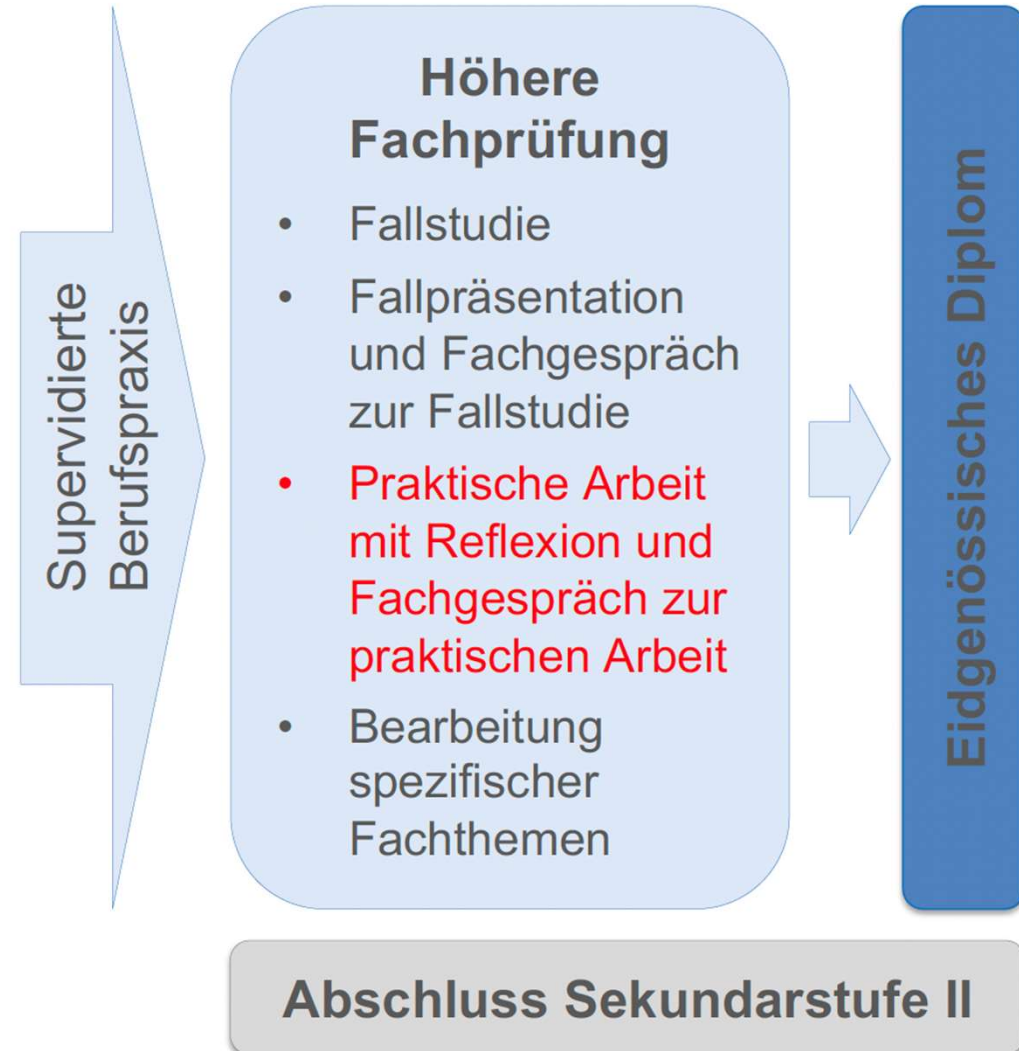 Supervidierte
Berufspraxis
Höhere
Fachprüfung
• Fallstudie
• Fallpräsentation
und Fachgespräch
zur Fallstudie
• Praktische Arbeit
mit Reflexion und
Fachgespräch zur
praktischen Arbeit
• Bearbeitung
spezifischer
Fachthemen
Eidgenössisches Diplom
Abschluss Sekundarstufe II